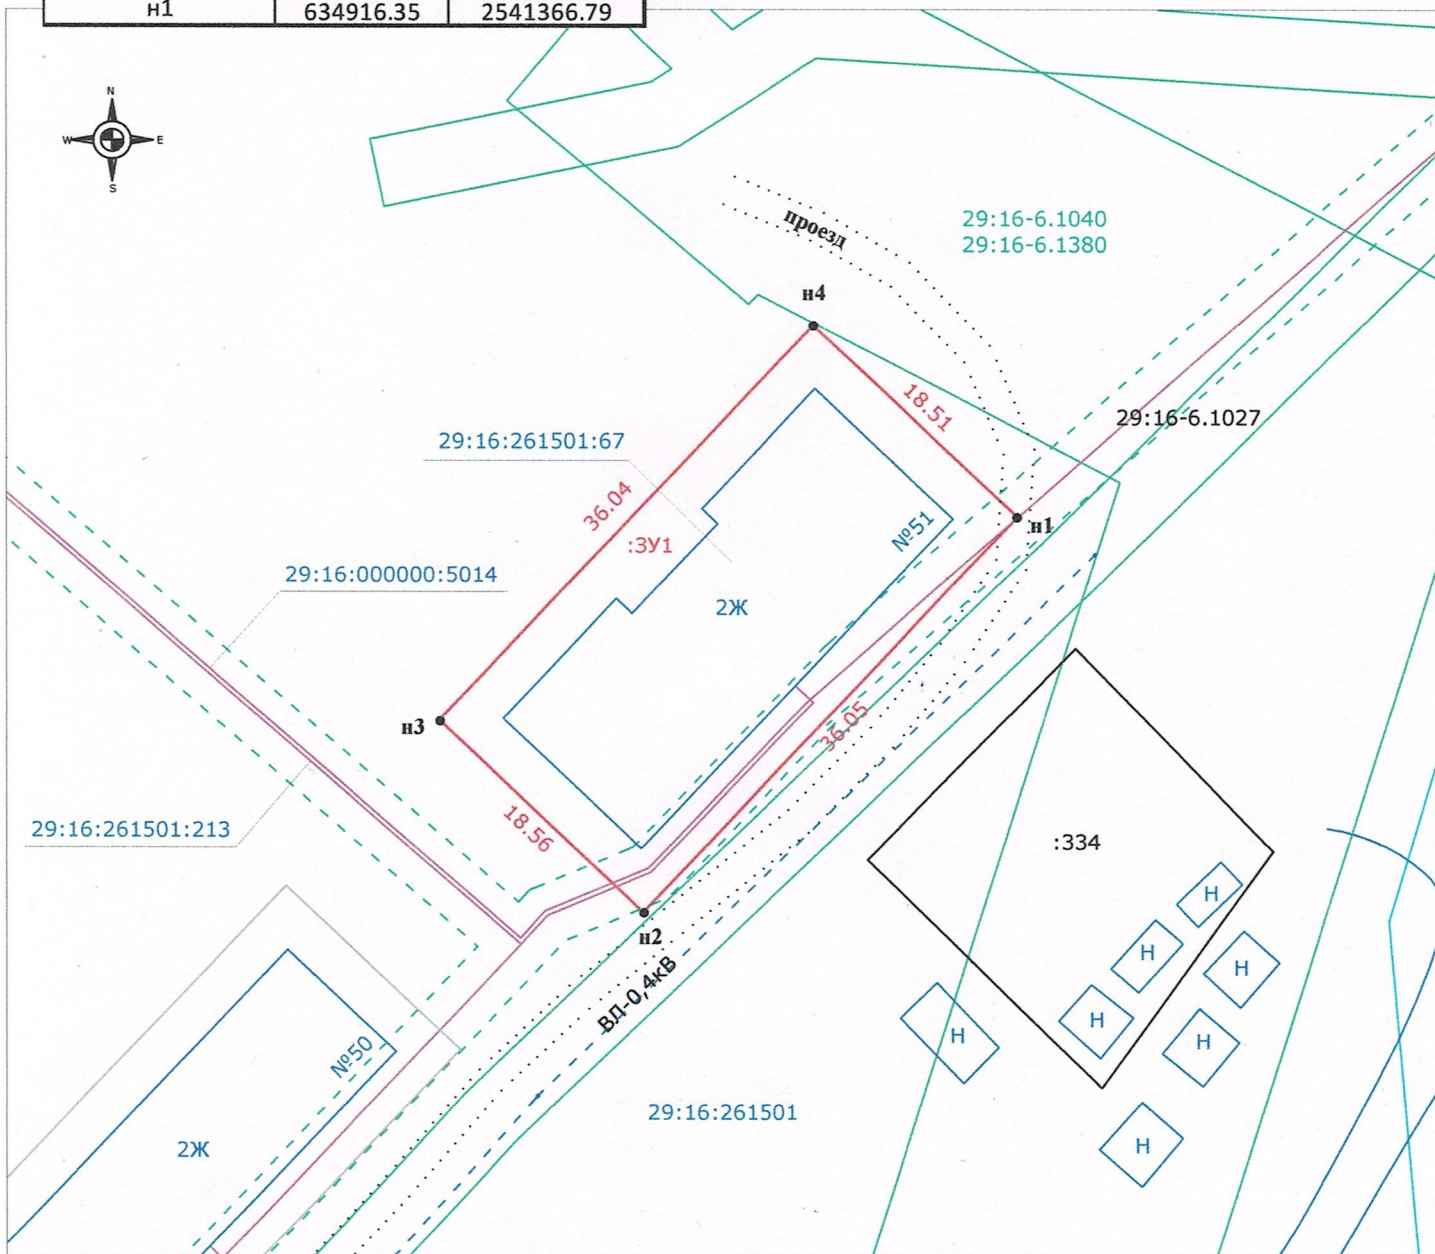 н1 634916.35 2541366.79
N
W E
S
проезд
29:16-6.1040
29:16-6.1380
н4
18.51
29:16-6.1027
29:16:261501:67
36.04
:ЗУ1
№51
н1
29:16:000000:5014
2Ж
н3
36.05
29:16:261501:213
18.56
:334
Н
н2
Н
Н
ВЛ-0,4кВ
Н
Н
Н
№50
29:16:261501
2Ж
Н